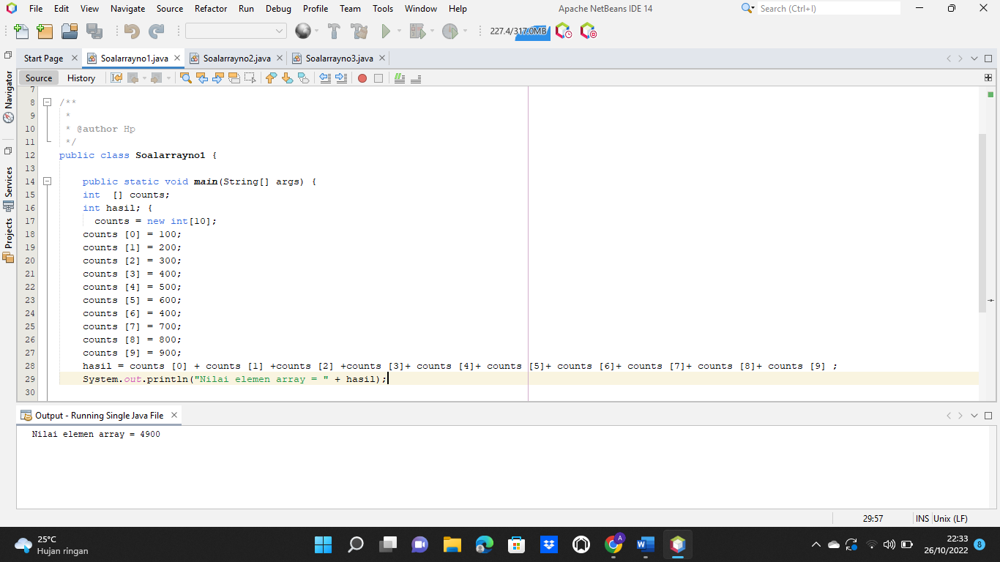 File Edit View Navigate Source Refactor Run Debug Profile Team Tools Window Help Apache NetBeans IDE 14 Search (Ctrl+I)
227.4/317.0MB
Start Page Soalarrayno1.java Soalarrayno2.java Soalarrayno3.java
Source History
Navigator
Services
Projects
7
8 /**
9 *
10 * @author Hp
11 */
12 public class Soalarrayno1 {
13
14 public static void main(String[] args) {
15 int [] counts;
16 int hasil; {
17 counts = new int[10];
18 counts [0] = 100;
19 counts [1] = 200;
20 counts [2] = 300;
21 counts [3] = 400;
22 counts [4] = 500;
23 counts [5] = 600;
24 counts [6] = 400;
25 counts [7] = 700;
26 counts [8] = 800;
27 counts [9] = 900;
28 hasil = counts [0] + counts [1] +counts [2] +counts [3]+ counts [4]+ counts [5]+ counts [6]+ counts [7]+ counts [8]+ counts [9] ;
29 System.out.println("Nilai elemen array = " + hasil);
30
Output - Running Single Java File
Nilai elemen array = 4900
29:57 INS Unix (LF)
25°C
Hujan ringan
A
W
22:33
26/10/2022
8